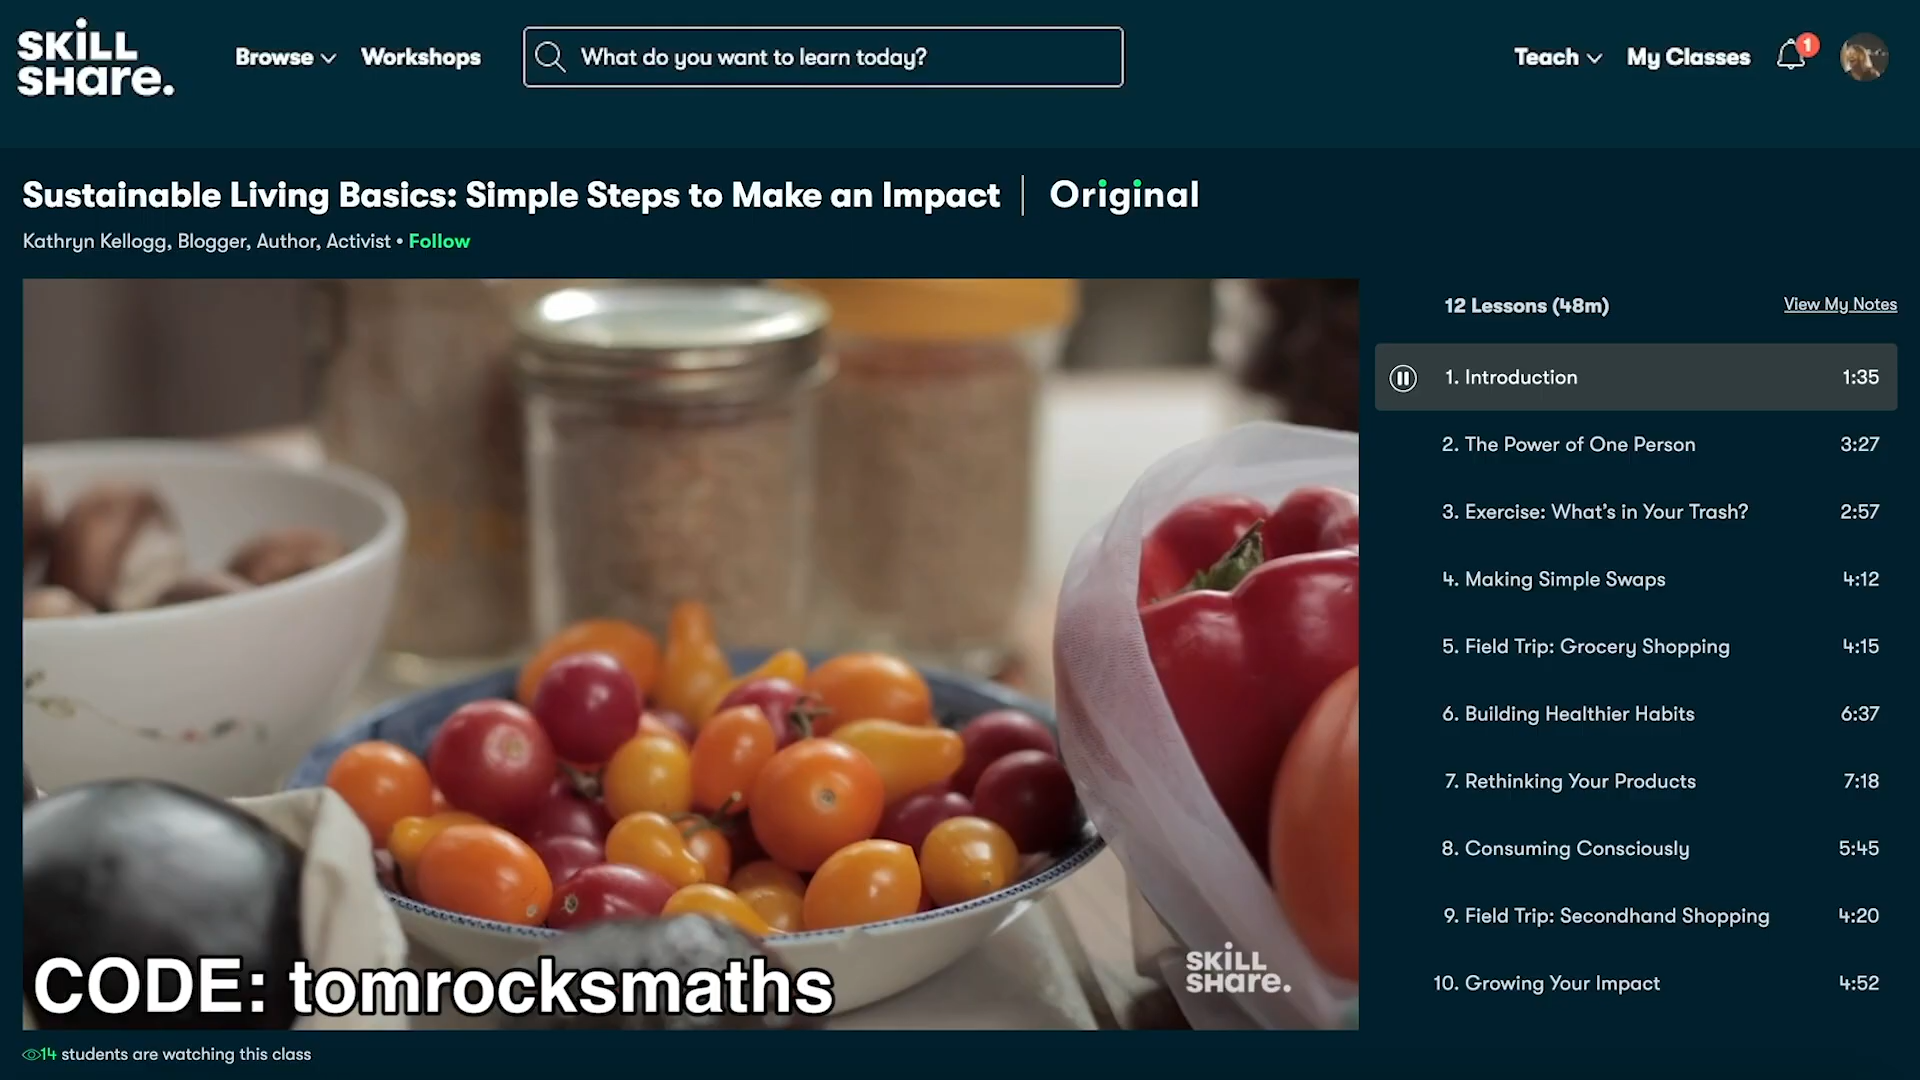 SKILL
SHARE.
Browse
Workshops
What do you want to learn today?
Teach
My Classes
1
Sustainable Living Basics: Simple Steps to Make an Impact | Original
Kathryn Kellogg, Blogger, Author, Activist • Follow
12 Lessons (48m)
View My Notes
1. Introduction 1:35
2. The Power of One Person 3:27
3. Exercise: What's in Your Trash? 2:57
4. Making Simple Swaps 4:12
5. Field Trip: Grocery Shopping 4:15
6. Building Healthier Habits 6:37
7. Rethinking Your Products 7:18
8. Consuming Consciously 5:45
9. Field Trip: Secondhand Shopping 4:20
10. Growing Your Impact 4:52
SKILL
SHARE.
CODE: tomrocksmaths
14 students are watching this class